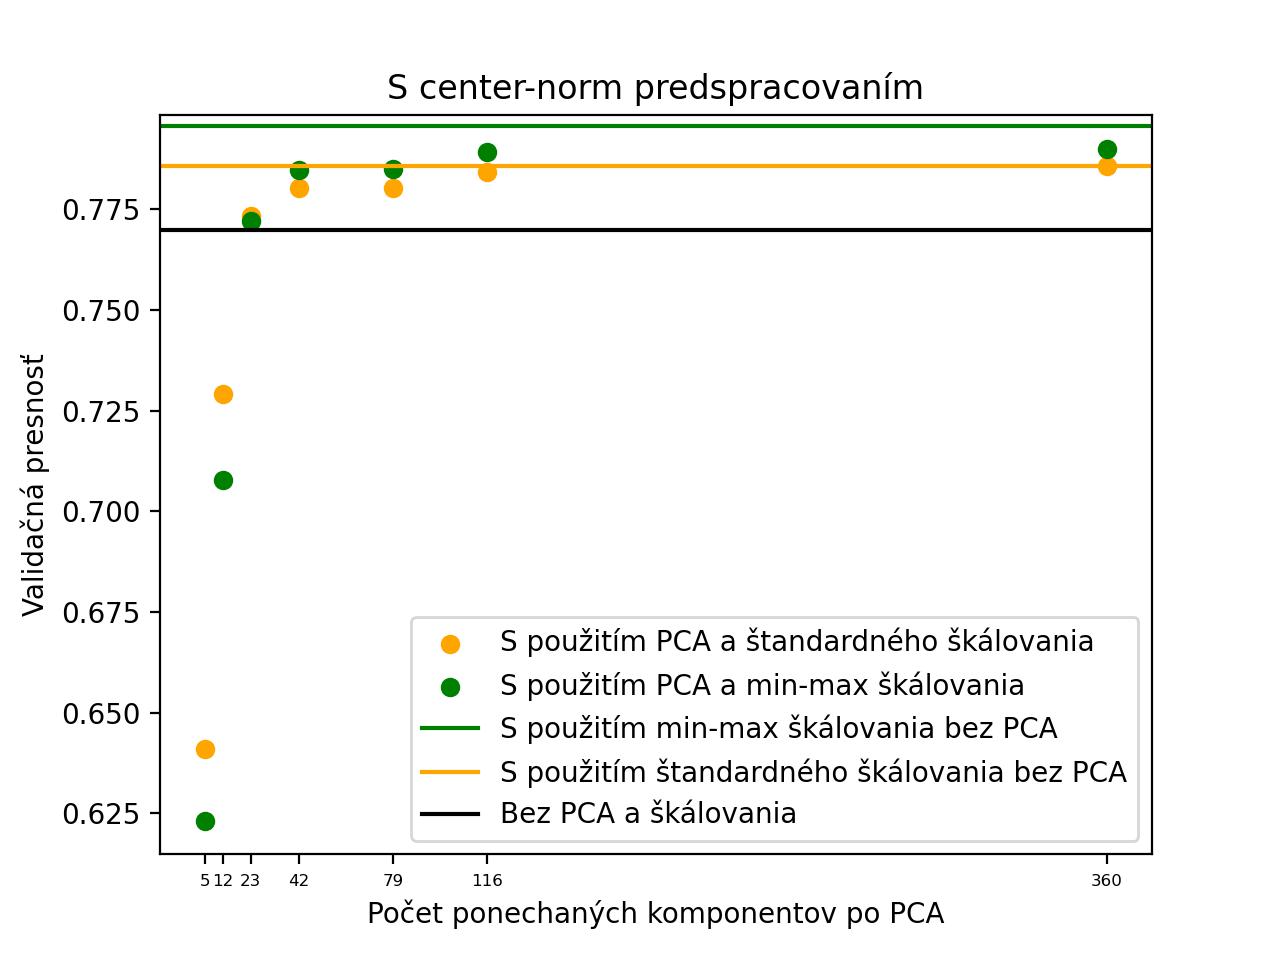 S center-norm predspracovaním
0.775
0.750
0.725
0.700
0.675
0.650
0.625
Validačná presnosť
S použitím PCA a štandardného škálovania
S použitím PCA a min-max škálovania
S použitím min-max škálovania bez PCA
S použitím štandardného škálovania bez PCA
Bez PCA a škálovania
5 12 23 42 79 116 360
Počet ponechaných komponentov po PCA